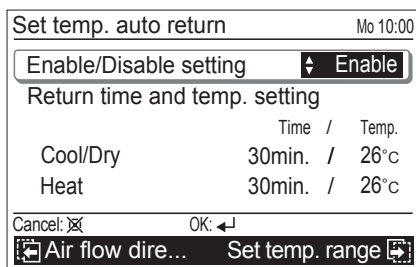 Set temp. auto return Mo 10:00
Enable/Disable setting Enable
Return time and temp. setting
Time / Temp.
Cool/Dry 30min. / 26°C
Heat 30min. / 26°C
Cancel: OK:
Air flow dire... Set temp. range